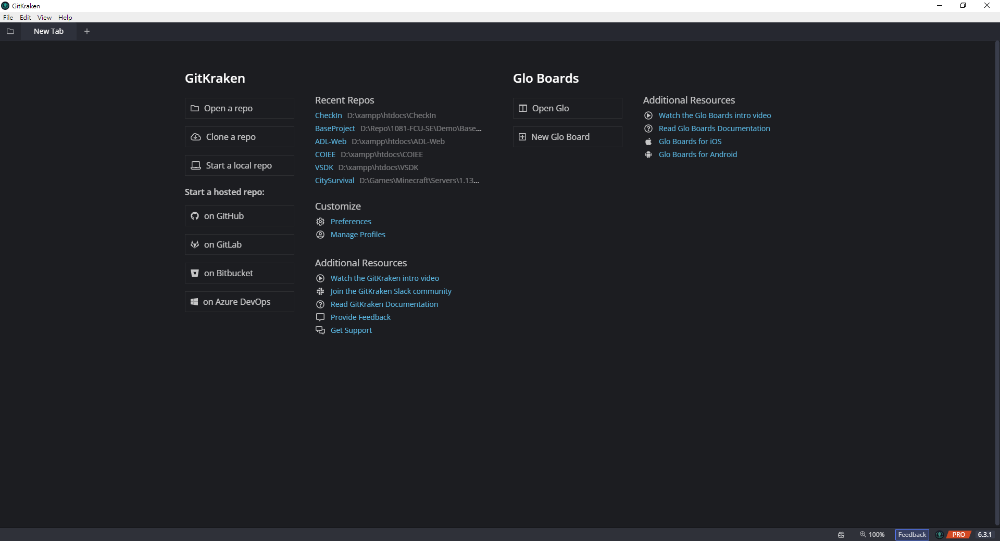 GitKraken
File Edit View Help
New Tab
GitKraken
Open a repo
Clone a repo
Start a local repo
Start a hosted repo:
on GitHub
on GitLab
on Bitbucket
on Azure DevOps
Recent Repos
CheckIn D:\xampp\htdocs\CheckIn
BaseProject D:\Repo\1081-FCU-SE\Demo\Base...
ADL-Web D:\xampp\htdocs\ADL-Web
COIEE D:\xampp\htdocs\COIEE
VSDK D:\xampp\htdocs\VSDK
CitySurvival D:\Games\Minecraft\Servers\1.13...
Customize
Preferences
Manage Profiles
Additional Resources
Watch the GitKraken intro video
Join the GitKraken Slack community
Read GitKraken Documentation
Provide Feedback
Get Support
Glo Boards
Open Glo
New Glo Board
Additional Resources
Watch the Glo Boards intro video
Read Glo Boards Documentation
Glo Boards for iOS
Glo Boards for Android
100% Feedback PRO 6.3.1